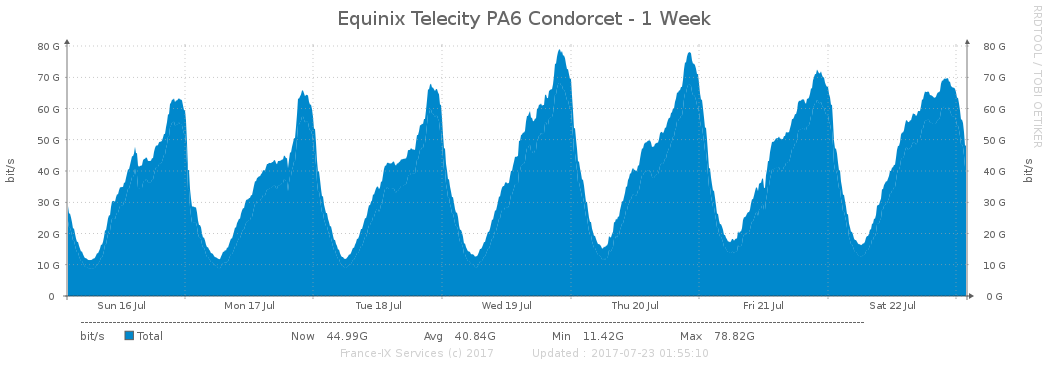 Equinix Telecity PA6 Condorcet - 1 Week
RRDTOOL / TOBI OETIKER
80 G 80 G
70 G 70 G
60 G 60 G
50 G 50 G
40 G 40 G
30 G 30 G
20 G 20 G
10 G 10 G
0 0 G
bit/s bit/s
Sun 16 Jul Mon 17 Jul Tue 18 Jul Wed 19 Jul Thu 20 Jul Fri 21 Jul Sat 22 Jul
bit/s Total Now 44.99G Avg 40.84G Min 11.42G Max 78.82G
France-IX Services (c) 2017 Updated : 2017-07-23 01:55:10